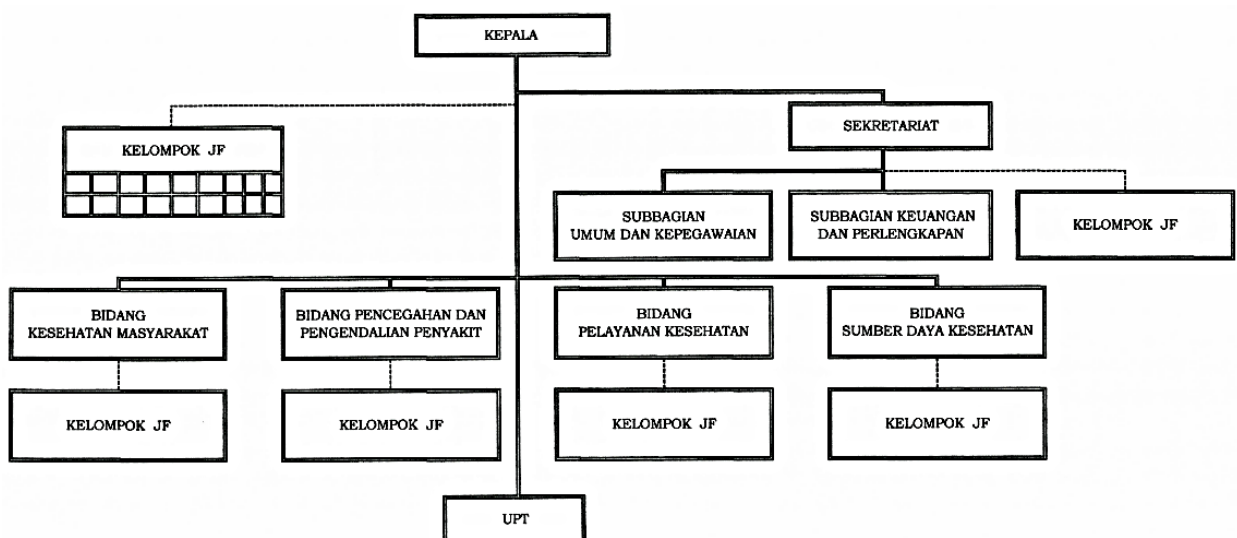 KEPALA
SEKRETARIAT
KELOMPOK JF
SUBBAGIAN
UMUM DAN KEPEGAWAIAN
SUBBAGIAN KEUANGAN
DAN PERLENGKAPAN
KELOMPOK JF
BIDANG
KESEHATAN MASYARAKAT
BIDANG PENCEGAHAN DAN
PENGENDALIAN PENYAKIT
BIDANG
PELAYANAN KESEHATAN
BIDANG
SUMBER DAYA KESEHATAN
KELOMPOK JF
KELOMPOK JF
KELOMPOK JF
KELOMPOK JF
UPT